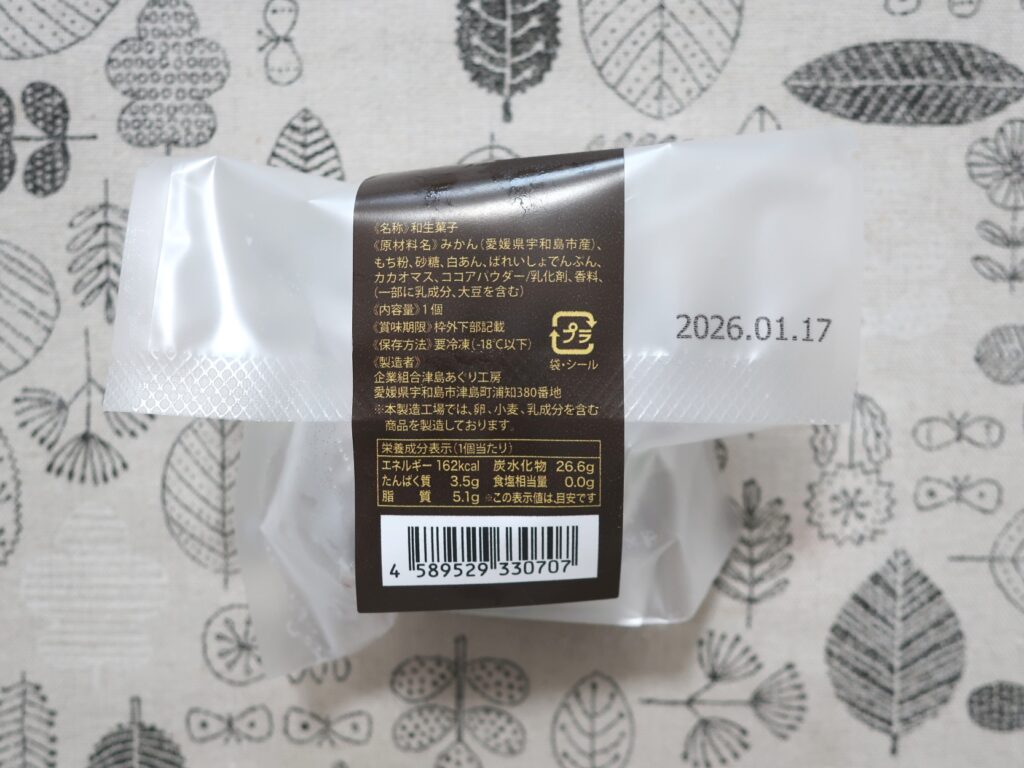 《名称》和生菓子
《原材料名》みかん(愛媛県宇和島市産)、
もち粉、砂糖、白あん、ばれいしょでんぷん、
カカオマス、ココアパウダー/乳化剤、香料、
(一部に乳成分、大豆を含む)
《内容量》1個
《賞味期限》枠外下部記載
《保存方法》要冷凍(-18℃以下)
《製造者》
企業組合津島あぐり工房
愛媛県宇和島市津島町浦知380番地
※本製造工場では、卵、小麦、乳成分を含む
商品を製造しております。
プラ
袋・シール
2026.01.17
栄養成分表示(1個当たり)
エネルギー 162kcal 炭水化物 26.6g
たんぱく質 3.5g 食塩相当量 0.0g
脂 質 5.1g ※この表示値は、目安です
4 589529 330707